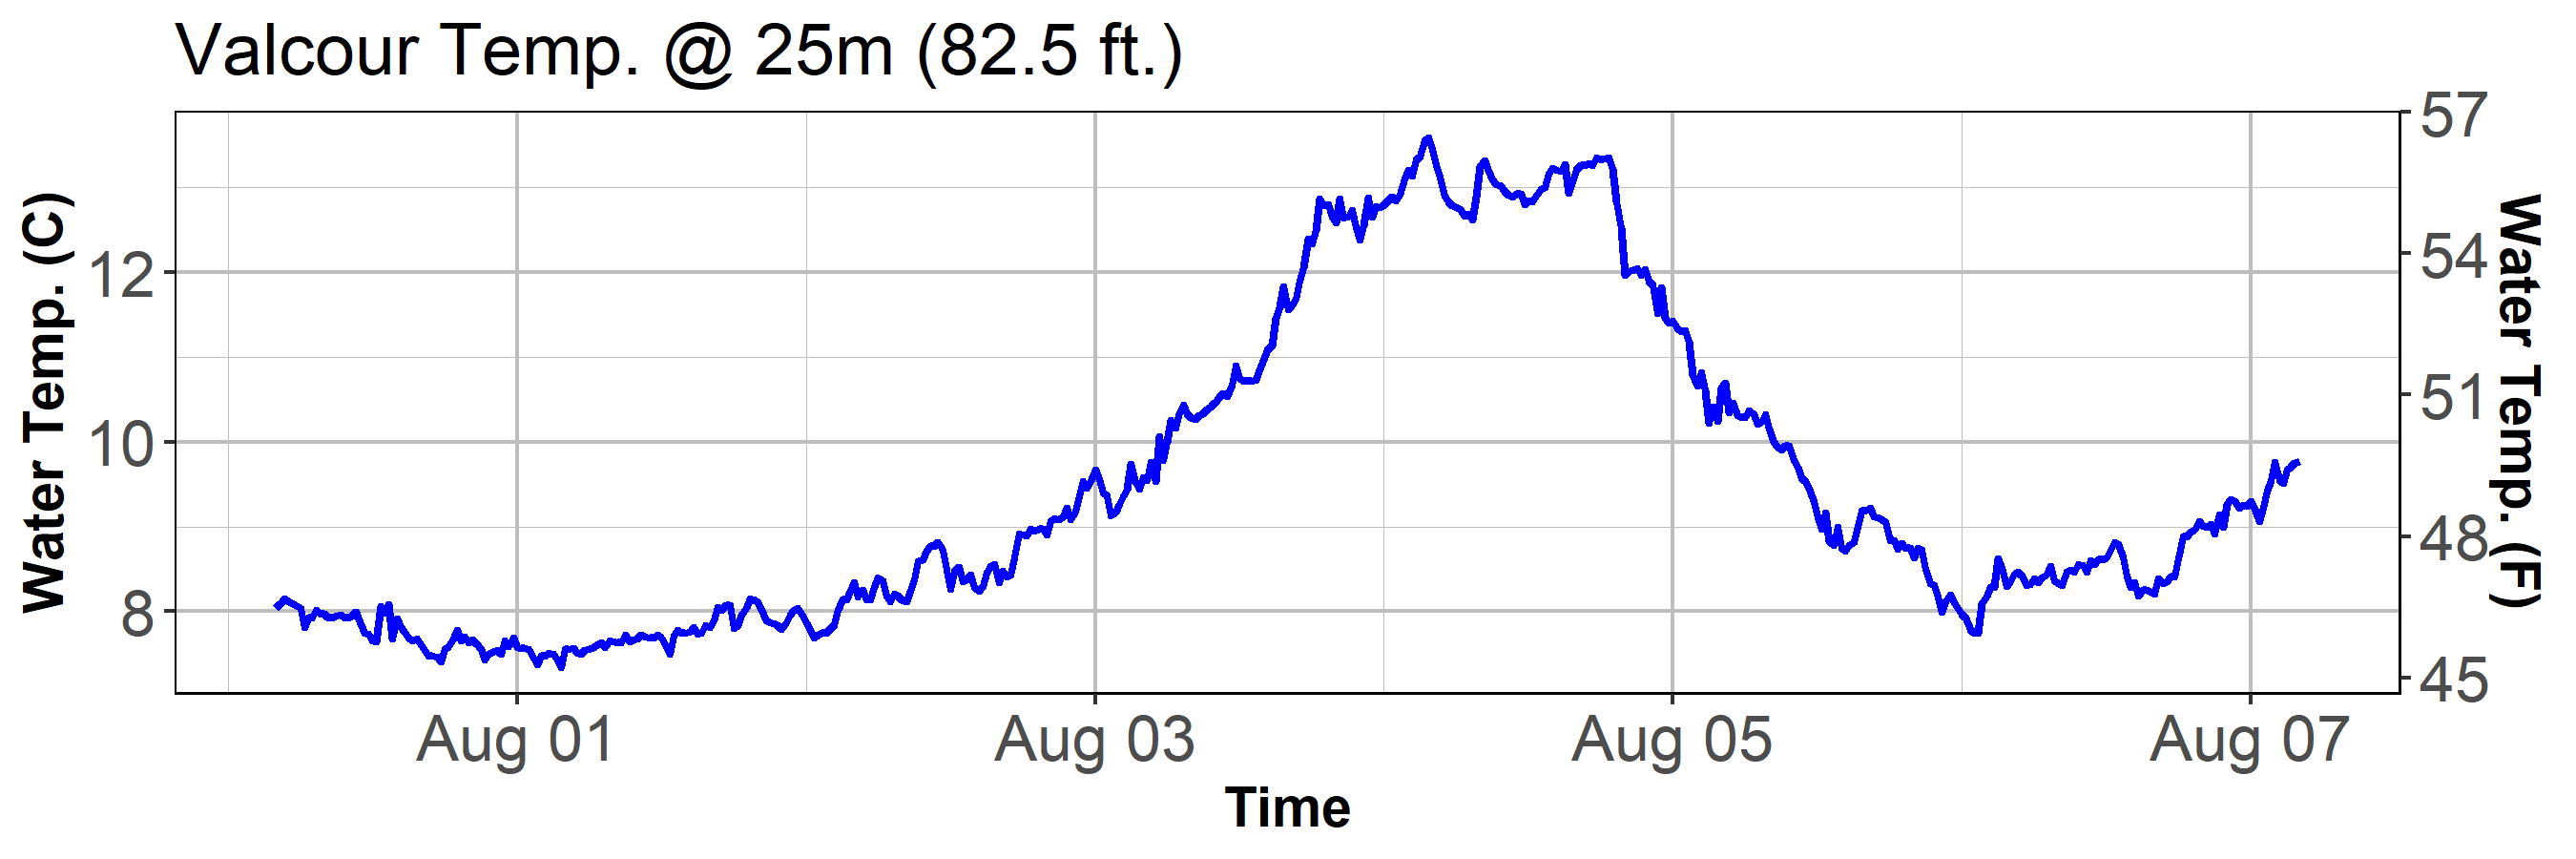 Valcour Temp. @ 25m (82.5 ft.)
Water Temp. (C)
12
10
8
57
54
51
48
45
Water Temp. (F)
Aug 01
Aug 03
Aug 05
Aug 07
Time